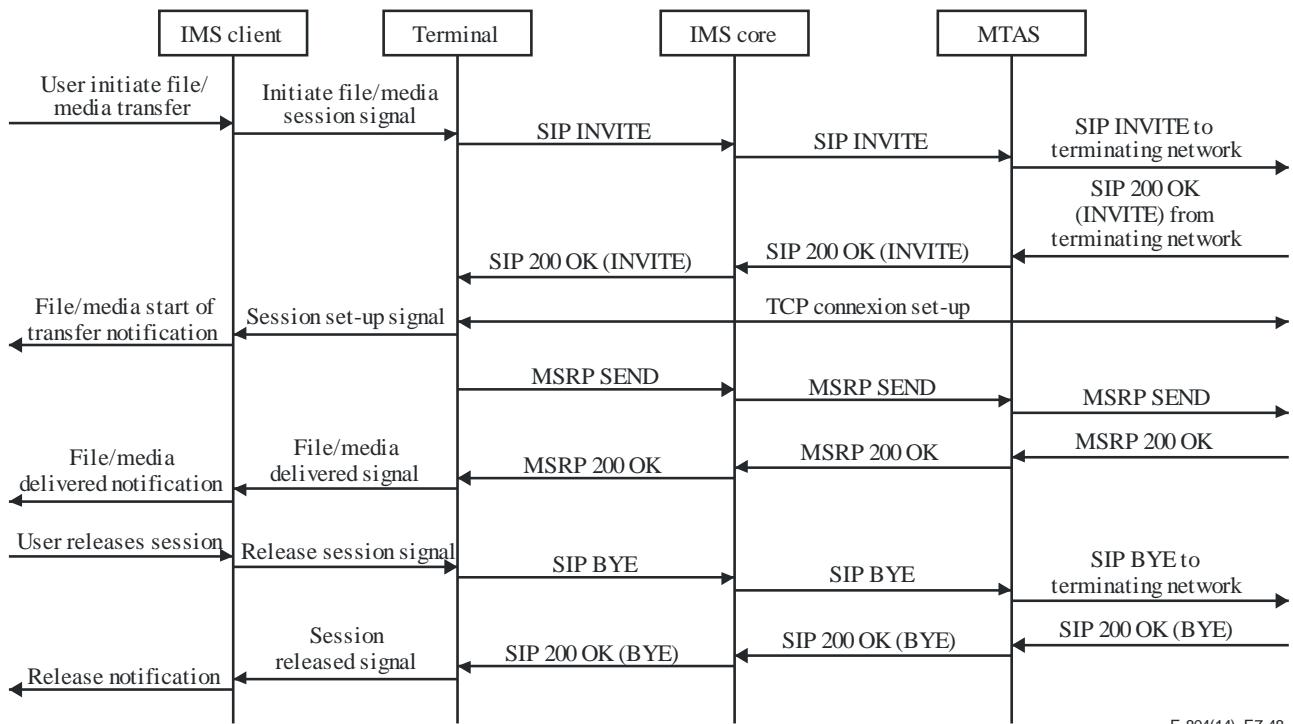 IMS client
Terminal
IMS core
MTAS
User initiate file/
media transfer
Initiate file/media
session signal
SIP INVITE
SIP INVITE
SIP INVITE to
terminating network
SIP 200 OK
(INVITE) from
terminating network
SIP 200 OK (INVITE)
SIP 200 OK (INVITE)
File/media start of
transfer notification
Session set-up signal
TCP connexion set-up
MSRP SEND
MSRP SEND
MSRP SEND
MSRP 200 OK
MSRP 200 OK
MSRP 200 OK
File/media
delivered signal
File/media
delivered notification
User releases session
Release session signal
SIP BYE
SIP BYE
SIP BYE to
terminating network
SIP 200 OK (BYE)
SIP 200 OK (BYE)
SIP 200 OK (BYE)
Session
released signal
Release notification